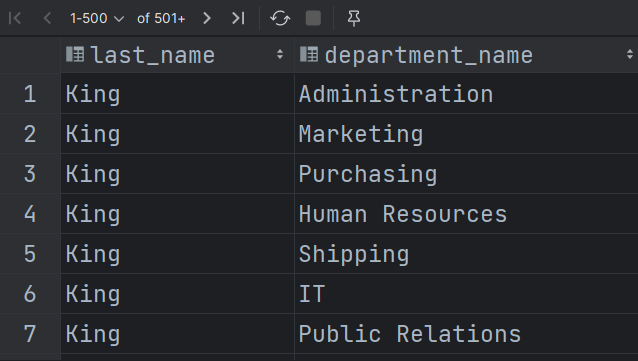 1-500 of 501+
last_name department_name
1 King Administration
2 King Marketing
3 King Purchasing
4 King Human Resources
5 King Shipping
6 King IT
7 King Public Relations